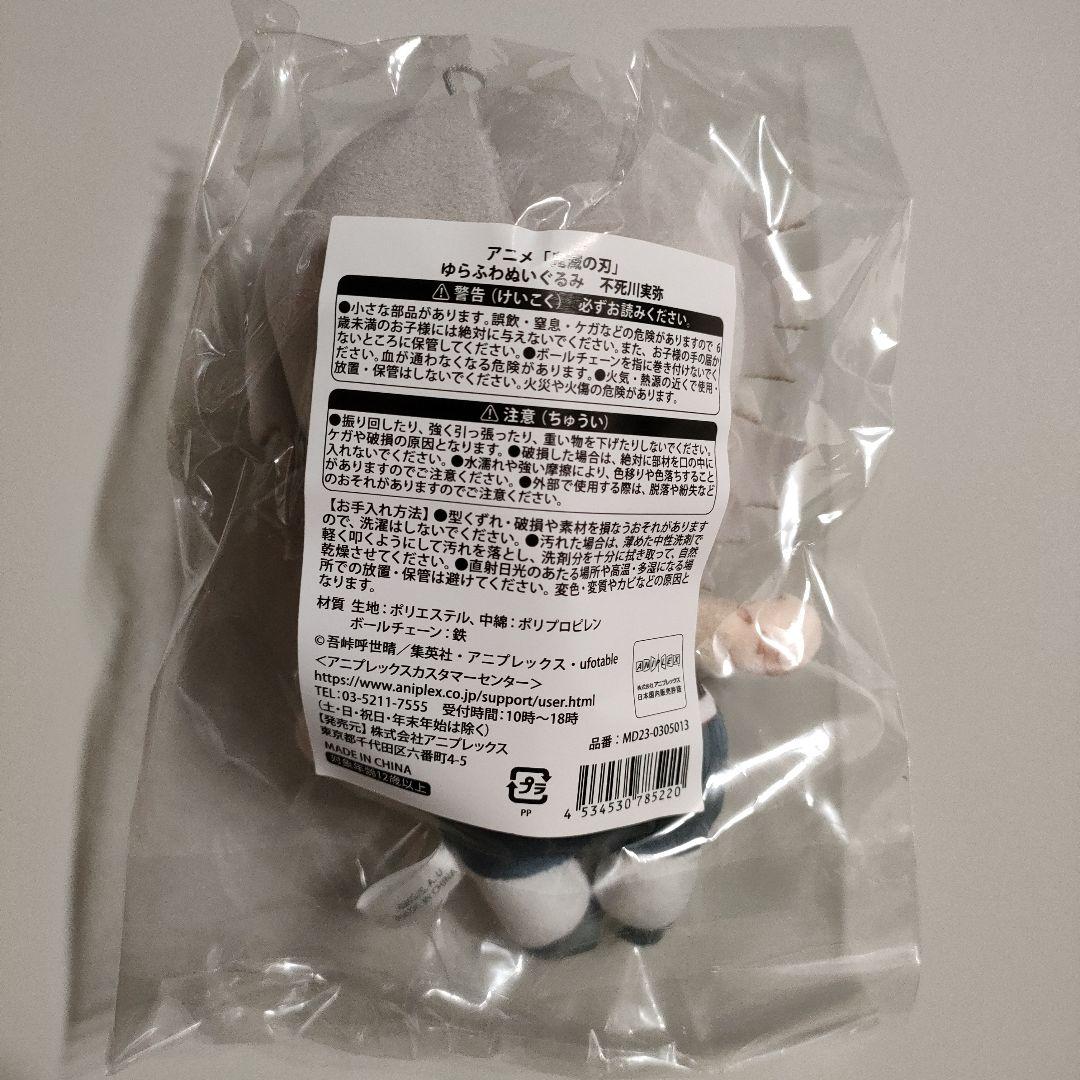 アニメ「鬼滅の刃」
ゆらふわぬいぐるみ 不死川実弥
⚠ 警告（けいこく） 必ずお読みください。
●小さな部品があります。誤飲・窒息・ケガなどの危険がありますので6
歳未満のお子様には絶対に与えないでください。また、お子様の手の届か
ないところに保管してください。●ボールチェーンを指に巻き付けないでく
ださい。血が通わなくなる危険があります。●火気・熱源の近くで使用・
放置・保管はしないでください。火災や火傷の危険があります。
⚠ 注意（ちゅうい）
●振り回したり、強く引っ張ったり、重い物を下げたりしないでください。
ケガや破損の原因となります。●破損した場合は、絶対に部材を口の中に
入れないでください。●水濡れや強い摩擦により、色移りや色落ちすること
がありますのでご注意ください。●外部で使用する際は、脱落や紛失など
のおそれがありますのでご注意ください。
【お手入れ方法】●型くずれ・破損や素材を損なうおそれがあります
ので、洗濯はしないでください。●汚れた場合は、薄めた中性洗剤で
軽く叩くようにして汚れを落とし、洗剤分を十分に拭き取って、自然
乾燥させてください。●直射日光のあたる場所や高温・多湿になる場
所での放置・保管は避けてください。変色・変質やカビなどの原因と
なります。
材質 生地：ポリエステル、中綿：ポリプロピレン
ボールチェーン：鉄
©吾峠呼世晴／集英社・アニプレックス・ufotable
＜アニプレックスカスタマーセンター＞
https://www.aniplex.co.jp/support/user.html
TEL：03-5211-7555 受付時間：10時～18時
（土・日・祝日・年末年始は除く）
【発売元】株式会社アニプレックス
東京都千代田区六番町4-5
MADE IN CHINA
対象年齢12歳以上
ANIPLEX
株式会社アニプレックス
日本国内販売許諾
品番：MD23-0305013
プラ
PP
4 534530 785220